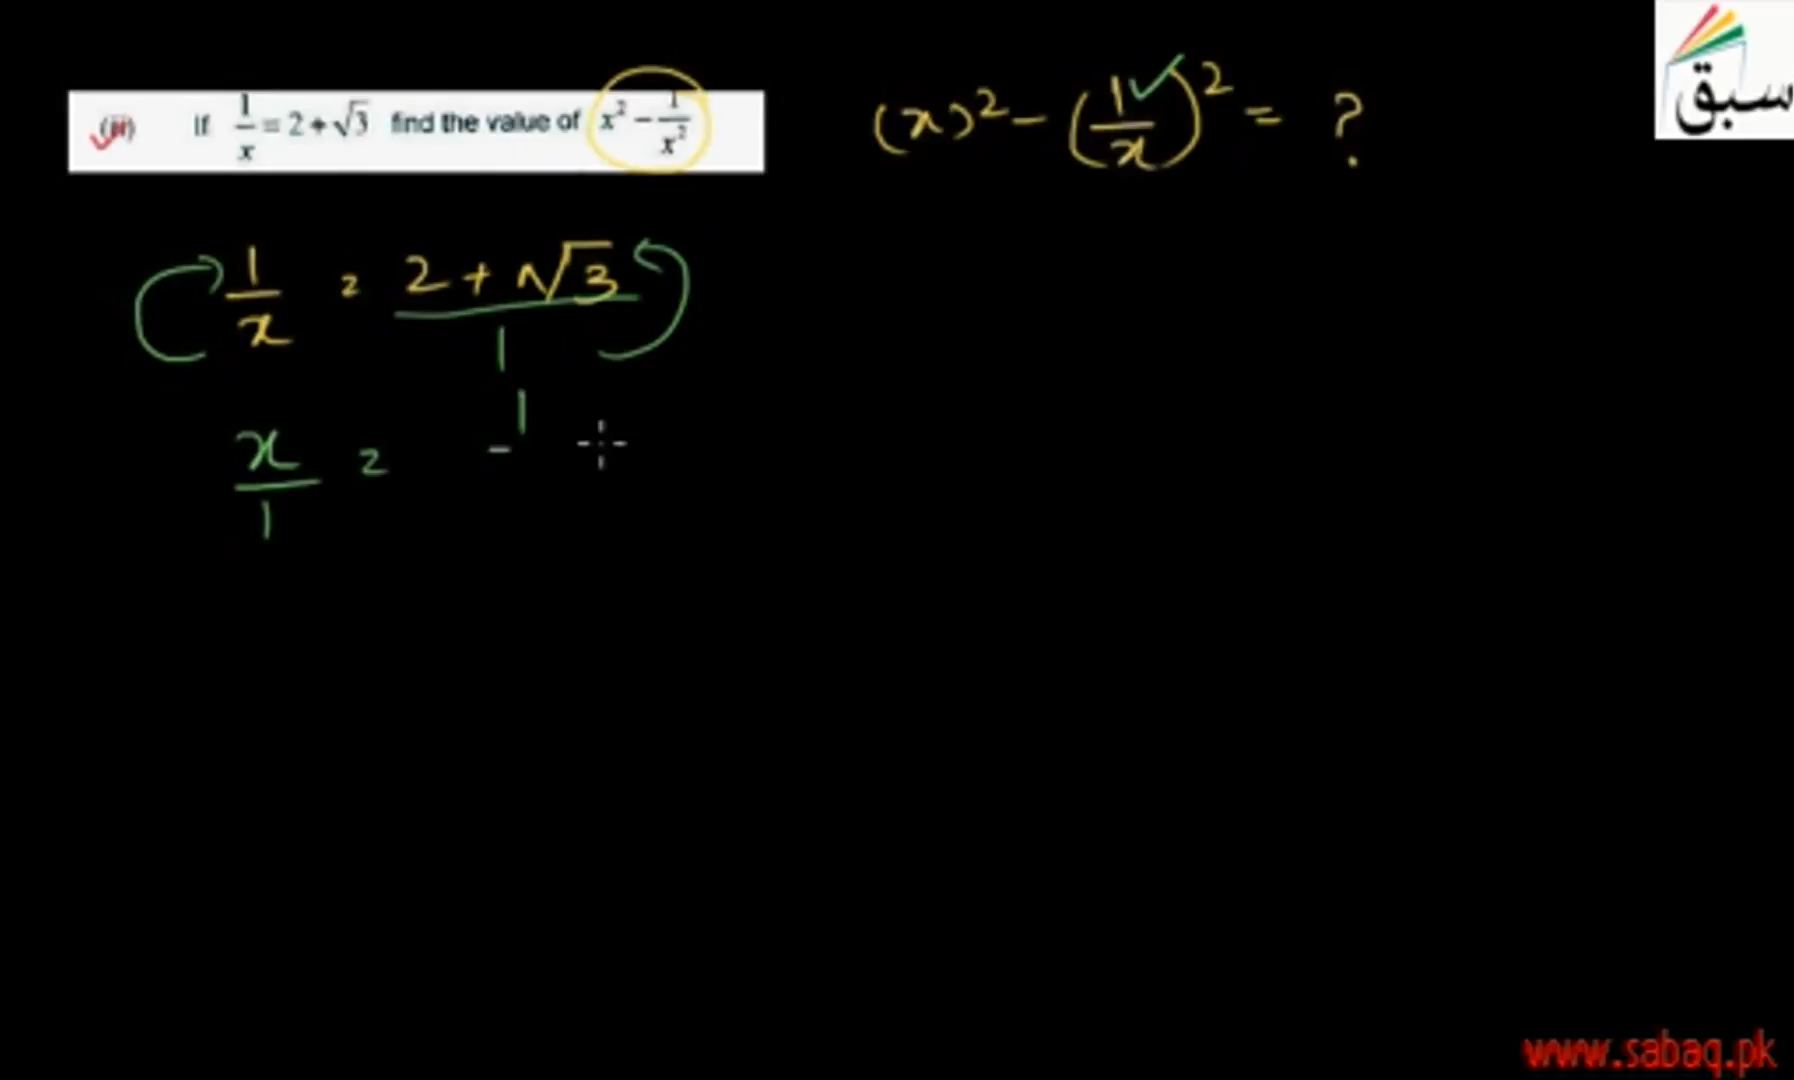 (iii) If 1/x = 2 + √3 find the value of x² - 1/x²
(x)² - (1/x)² = ?
سبق
1/x = 2 + √3/1
x/1 = 1/
www.sabaq.pk